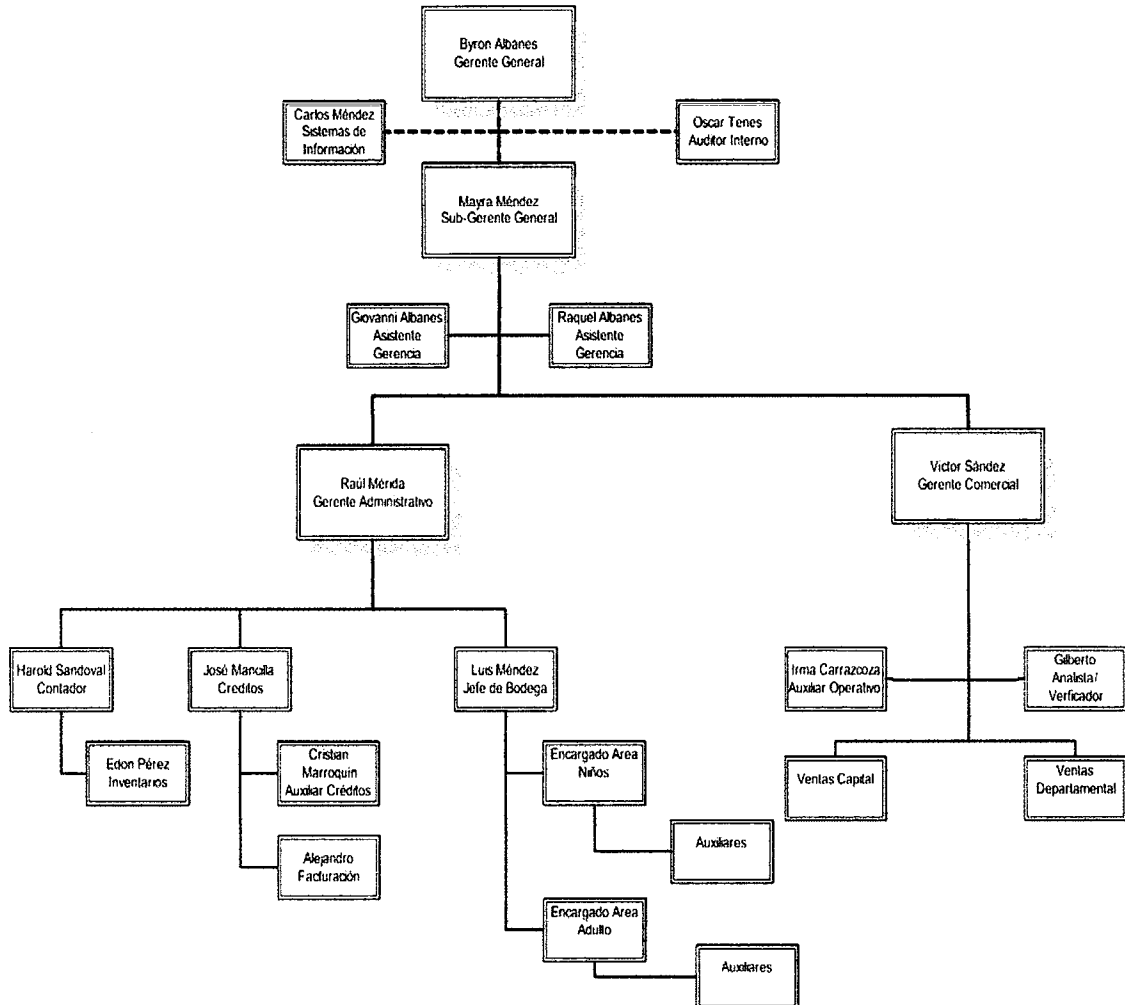 Byron Albanes
Gerente General
Carlos Méndez
Sistemas de
Información
Oscar Tenes
Auditor Interno
Mayra Méndez
Sub-Gerente General
Giovanni Albanes
Asistente
Gerencia
Raquel Albanes
Asistente
Gerencia
Raúl Mérida
Gerente Administrativo
Victor Sández
Gerente Comercial
Harold Sandoval
Contador
José Mancilla
Creditos
Luis Méndez
Jefe de Bodega
Irma Carrazcoza
Auxiliar Operativo
Gilberto
Analista/
Verficador
Edon Pérez
Inventarios
Cristian
Marroquin
Auxiliar Créditos
Encargado Area
Niños
Ventas Capital
Ventas
Departamental
Auxiliares
Alejandro
Facturación
Encargado Area
Adulto
Auxiliares